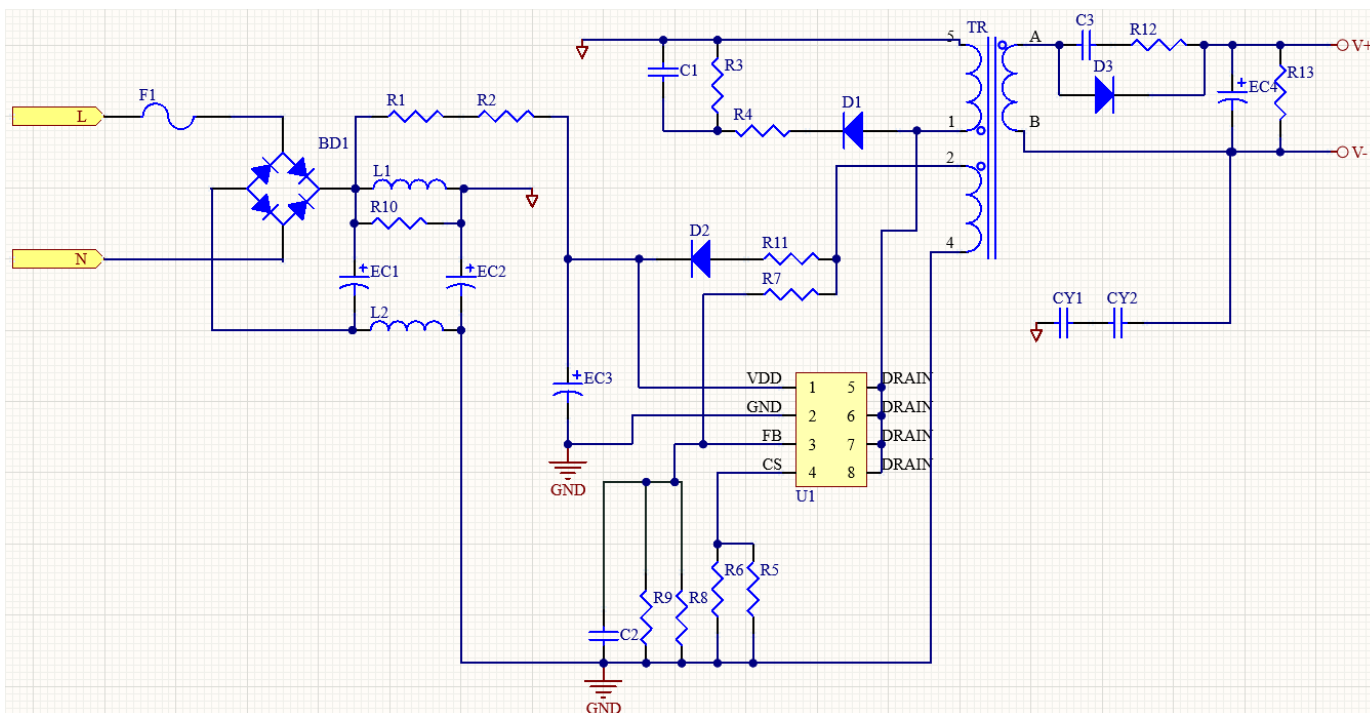 TR
5
A
C3
R12
V+
C1
R3
D3
EC4
R13
F1
L
R1
R2
R4
D1
1
B
BD1
V-
2
L1
R10
D2
R11
4
N
EC1
EC2
R7
L2
CY1
CY2
EC3
VDD
1
5
DRAIN
GND
2
6
DRAIN
FB
3
7
DRAIN
CS
4
8
DRAIN
GND
U1
R9
R8
R6
R5
C2
GND